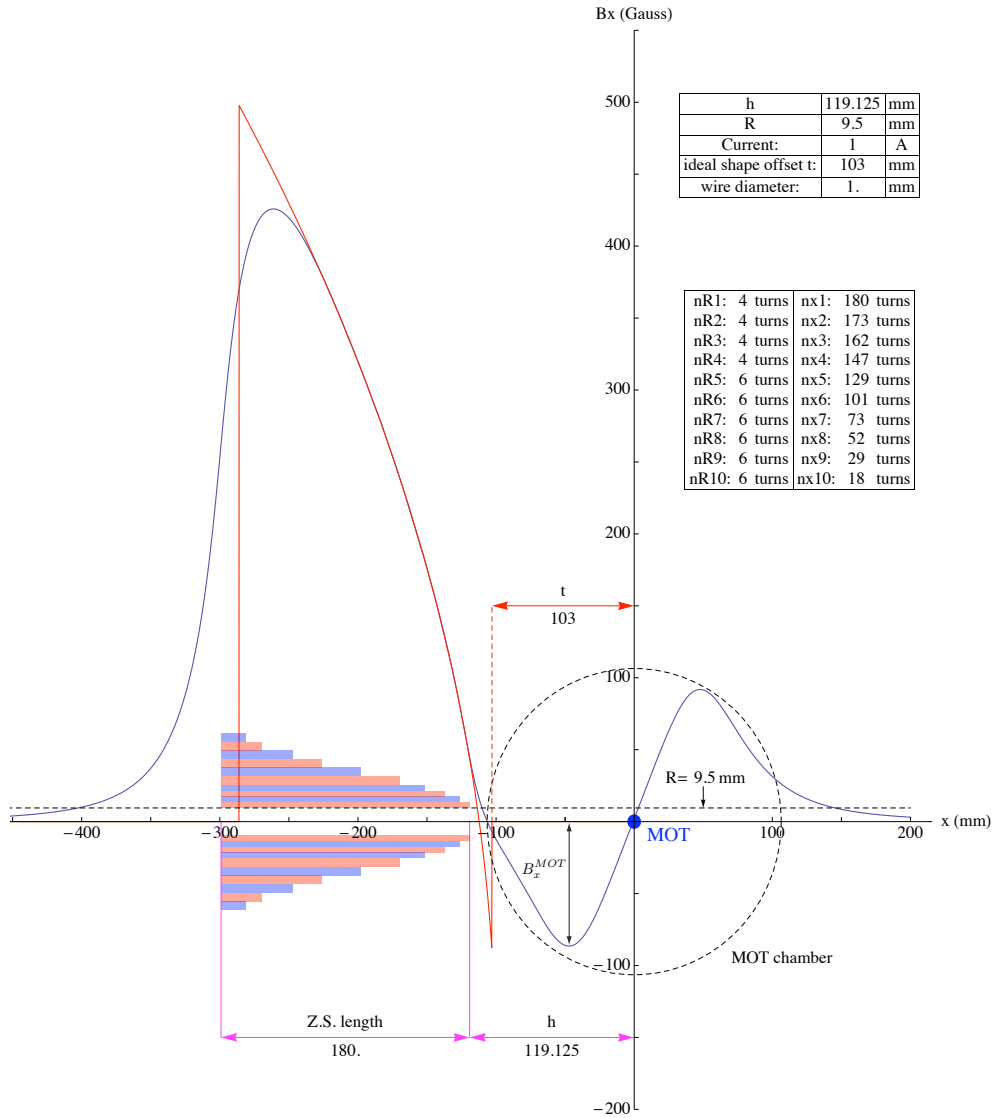 Bx (Gauss)
500
h 119.125 mm
R 9.5 mm
Current: 1 A
ideal shape offset t: 103 mm
wire diameter: 1. mm
400
nR1: 4 turns nx1: 180 turns
nR2: 4 turns nx2: 173 turns
nR3: 4 turns nx3: 162 turns
nR4: 4 turns nx4: 147 turns
nR5: 6 turns nx5: 129 turns
nR6: 6 turns nx6: 101 turns
nR7: 6 turns nx7: 73 turns
nR8: 6 turns nx8: 52 turns
nR9: 6 turns nx9: 29 turns
nR10: 6 turns nx10: 18 turns
300
200
t
103
100
R= 9.5 mm
−400 −300 −200 −100 100 200 x (mm)
MOT
B_x^{MOT}
MOT chamber
−100
Z.S. length h
180. 119.125
−200